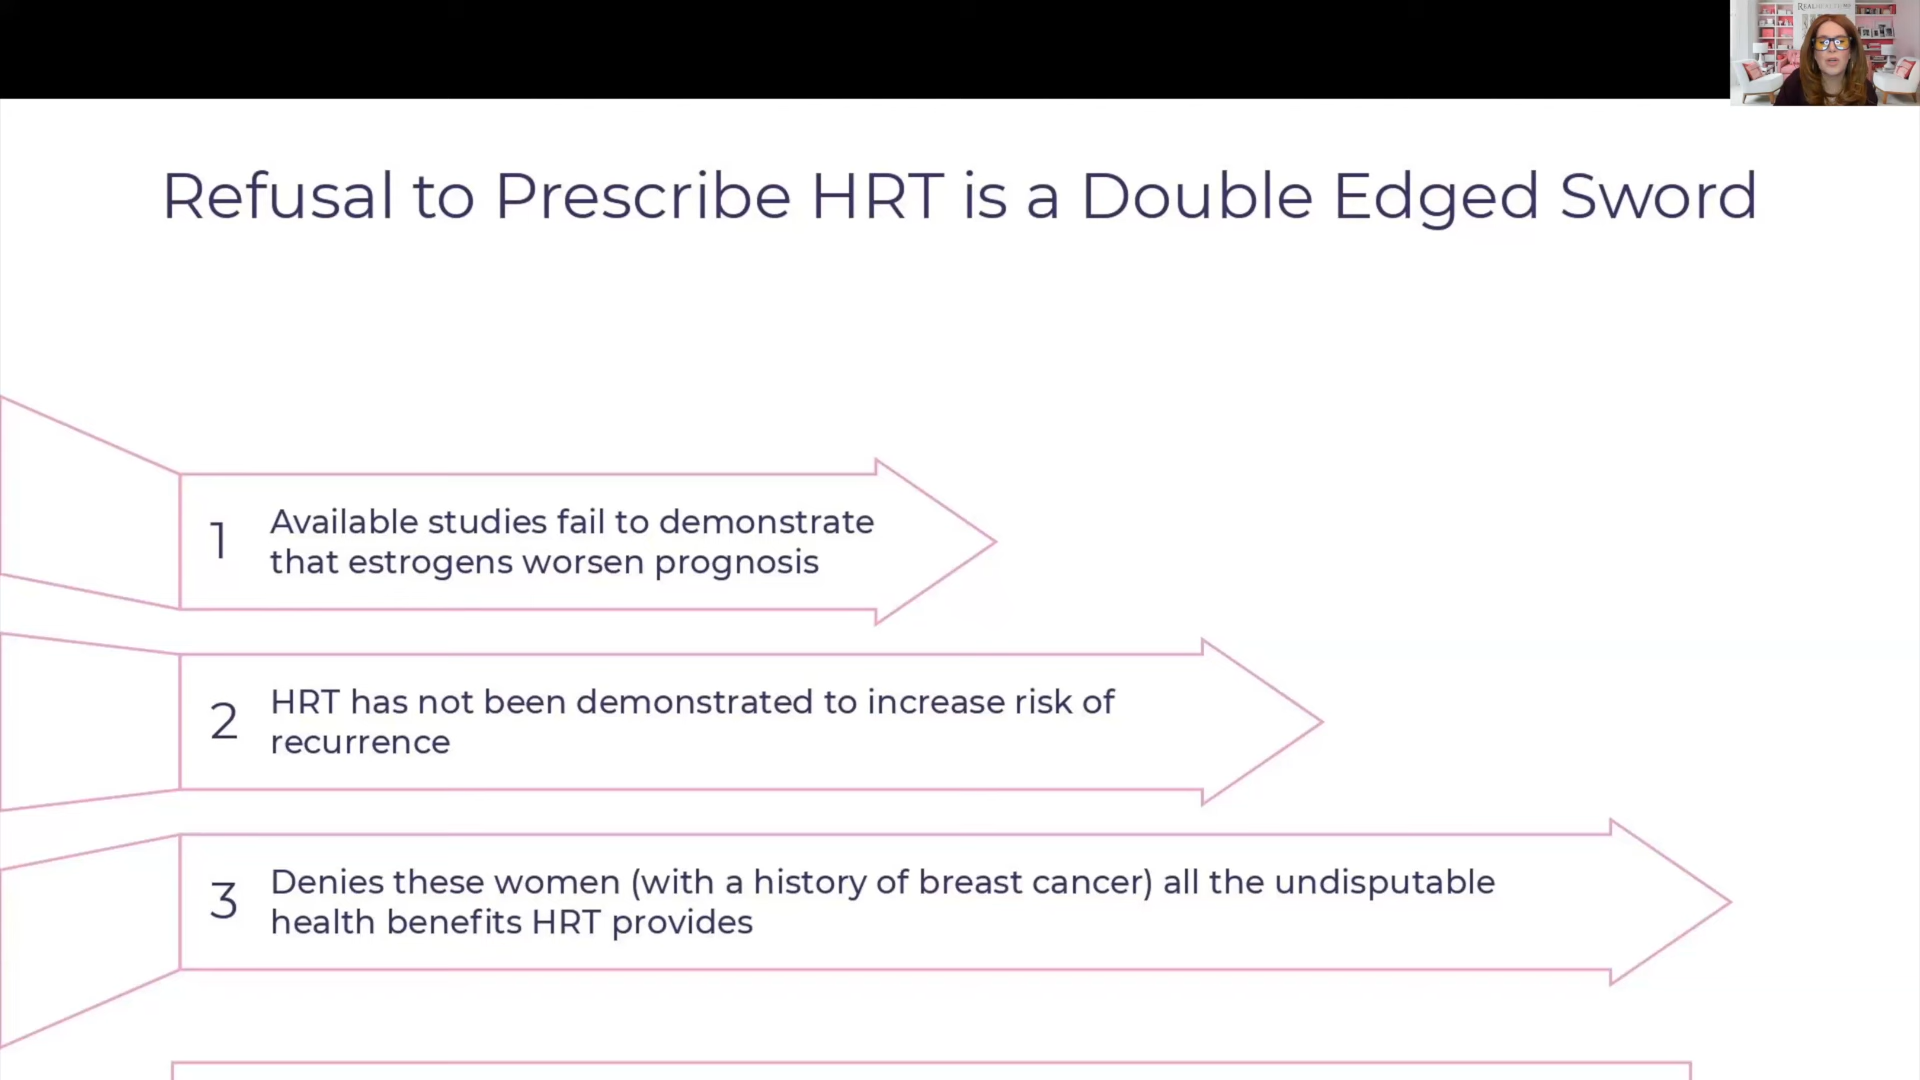 Refusal to Prescribe HRT is a Double Edged Sword
1
Available studies fail to demonstrate
that estrogens worsen prognosis
2
HRT has not been demonstrated to increase risk of
recurrence
3
Denies these women (with a history of breast cancer) all the undisputable
health benefits HRT provides